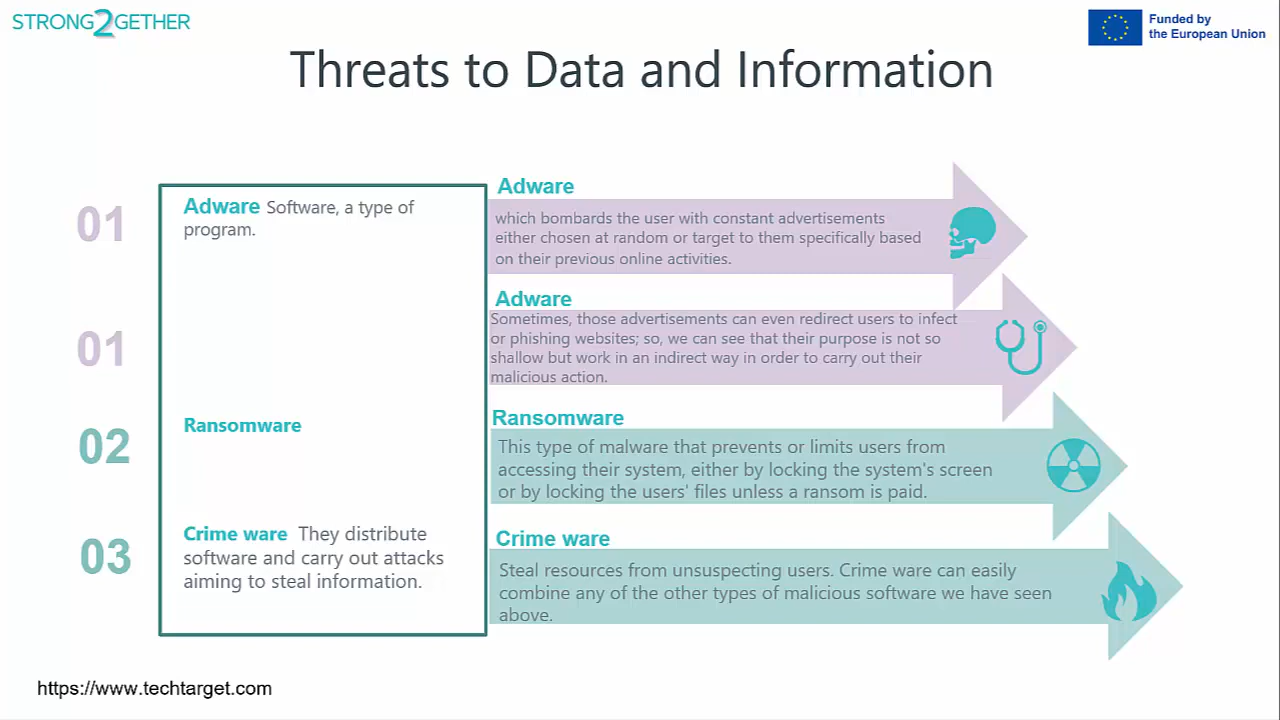 STRONG2GETHER
Funded by
the European Union
Threats to Data and Information
01
Adware Software, a type of
program.
Adware
which bombards the user with constant advertisements
either chosen at random or target to them specifically based
on their previous online activities.
01
Adware
Sometimes, those advertisements can even redirect users to infect
or phishing websites; so, we can see that their purpose is not so
shallow but work in an indirect way in order to carry out their
malicious action.
02
Ransomware
Ransomware
This type of malware that prevents or limits users from
accessing their system, either by locking the system's screen
or by locking the users' files unless a ransom is paid.
03
Crime ware They distribute
software and carry out attacks
aiming to steal information.
Crime ware
Steal resources from unsuspecting users. Crime ware can easily
combine any of the other types of malicious software we have seen
above.
https://www.techtarget.com